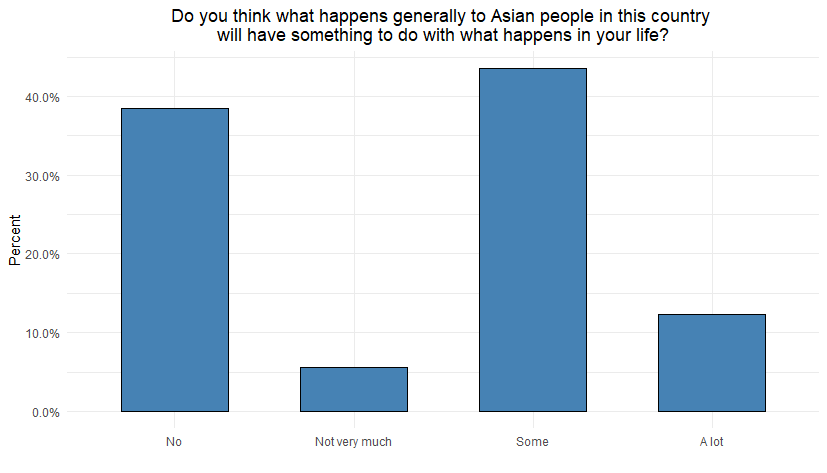 Do you think what happens generally to Asian people in this country
will have something to do with what happens in your life?
Percent
40.0%
30.0%
20.0%
10.0%
0.0%
No
Not very much
Some
A lot